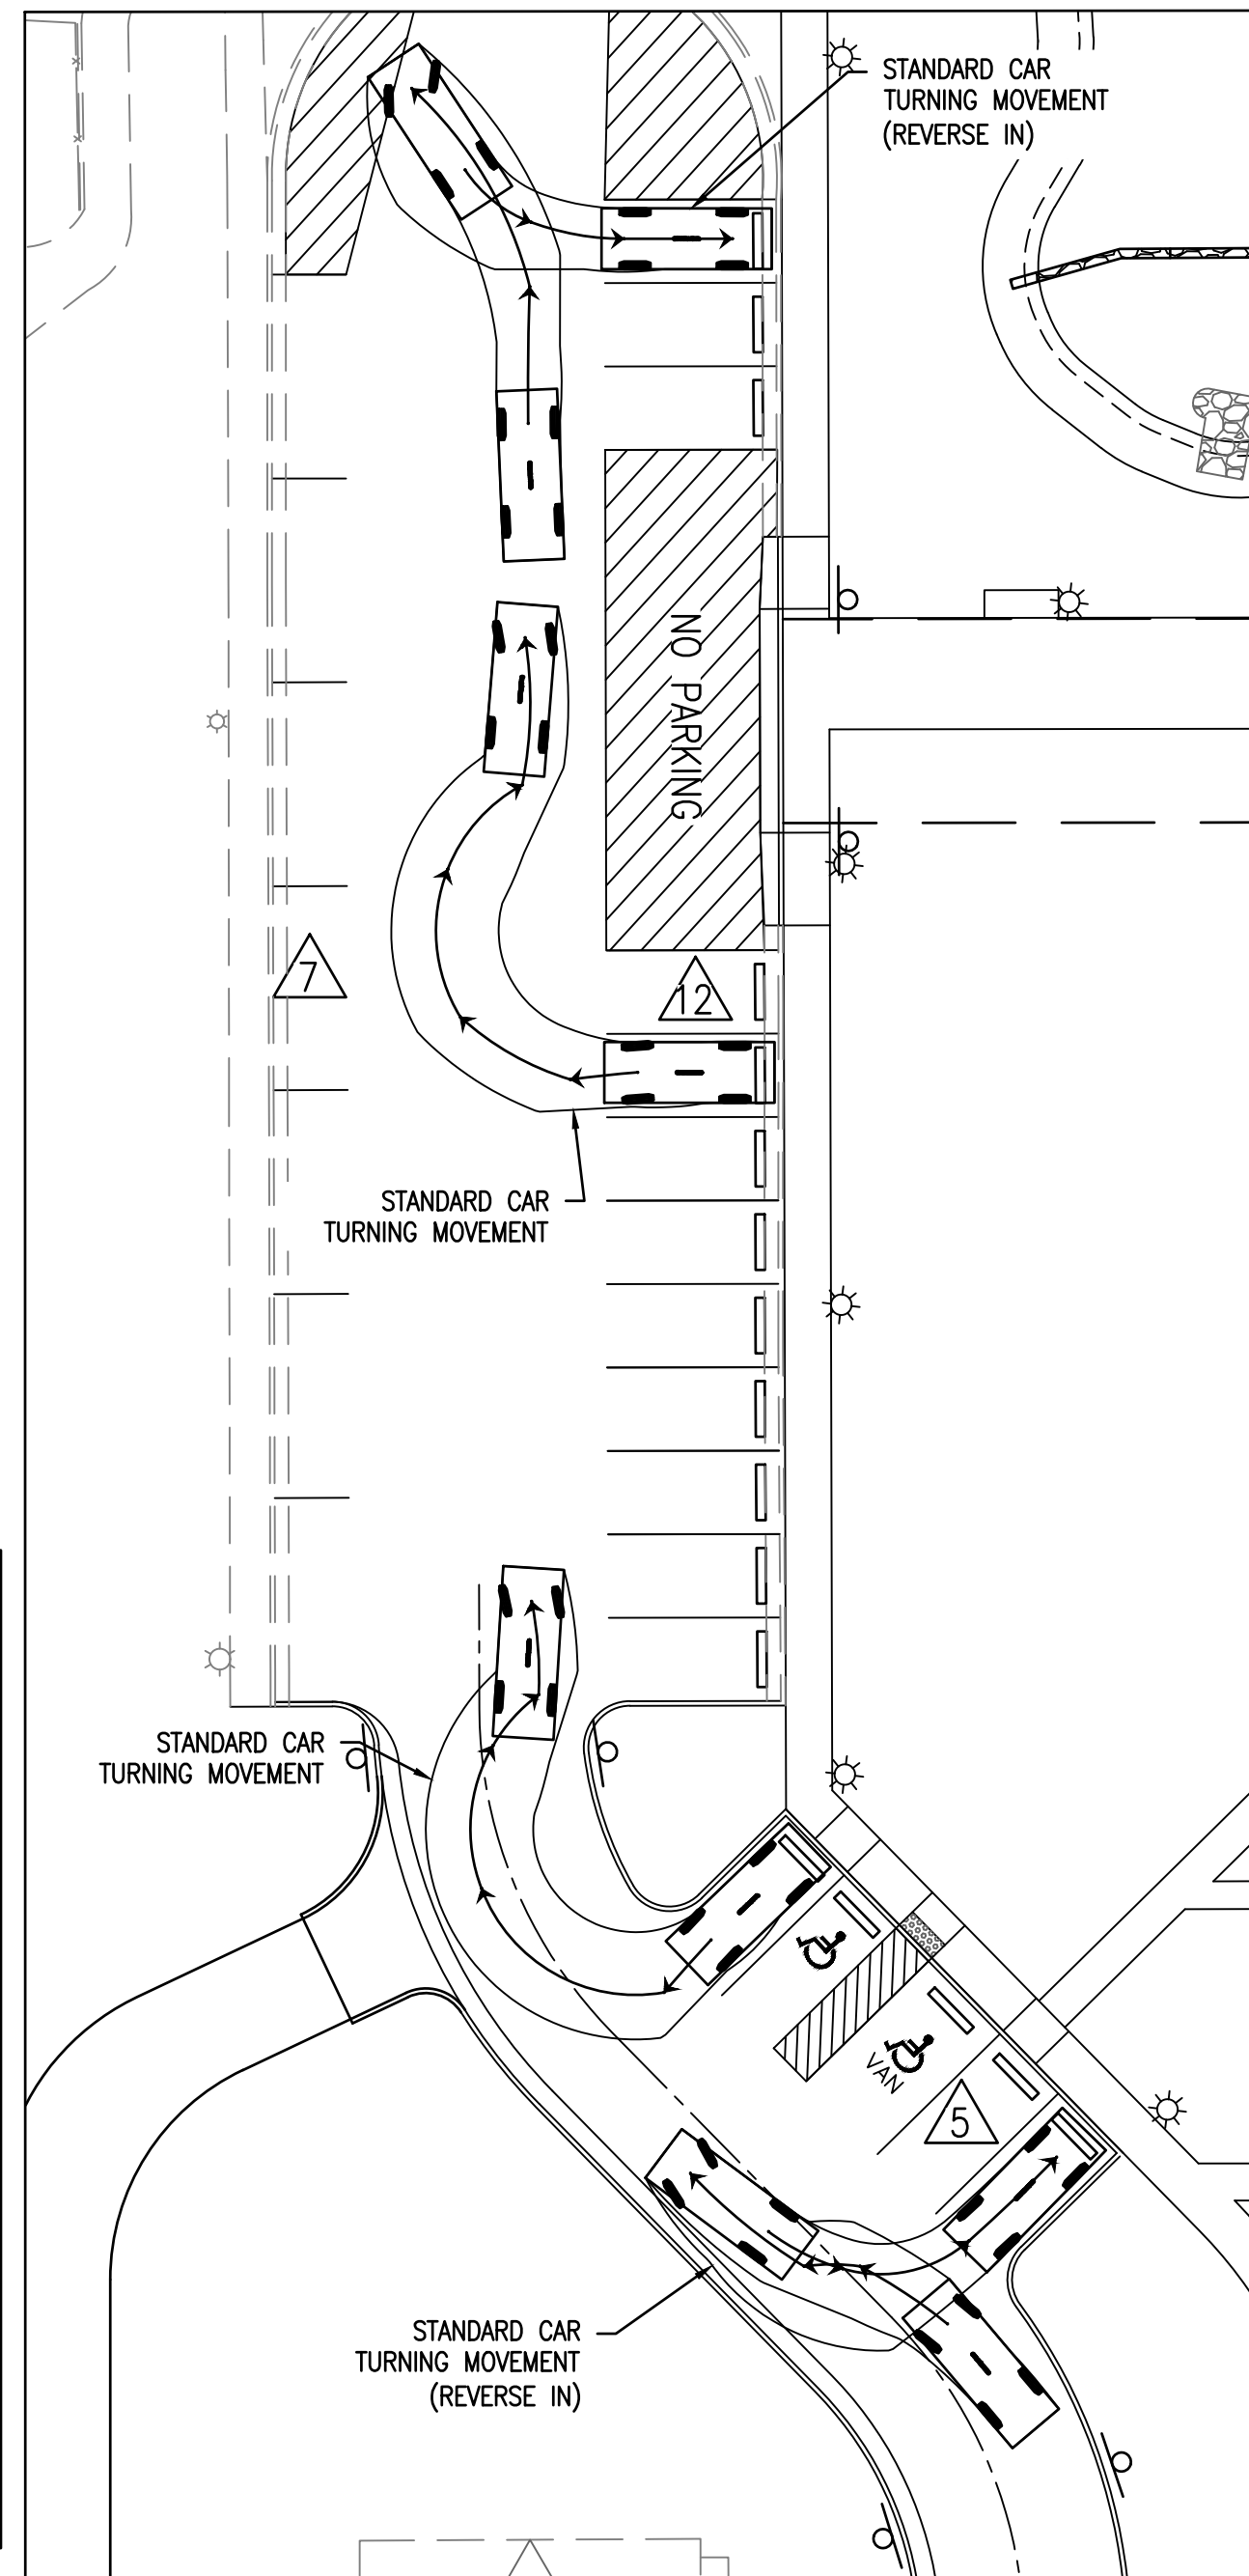 STANDARD CAR
TURNING MOVEMENT
(REVERSE IN)
NO PARKING
7
12
STANDARD CAR
TURNING MOVEMENT
STANDARD CAR
TURNING MOVEMENT
VAN
5
STANDARD CAR
TURNING MOVEMENT
(REVERSE IN)